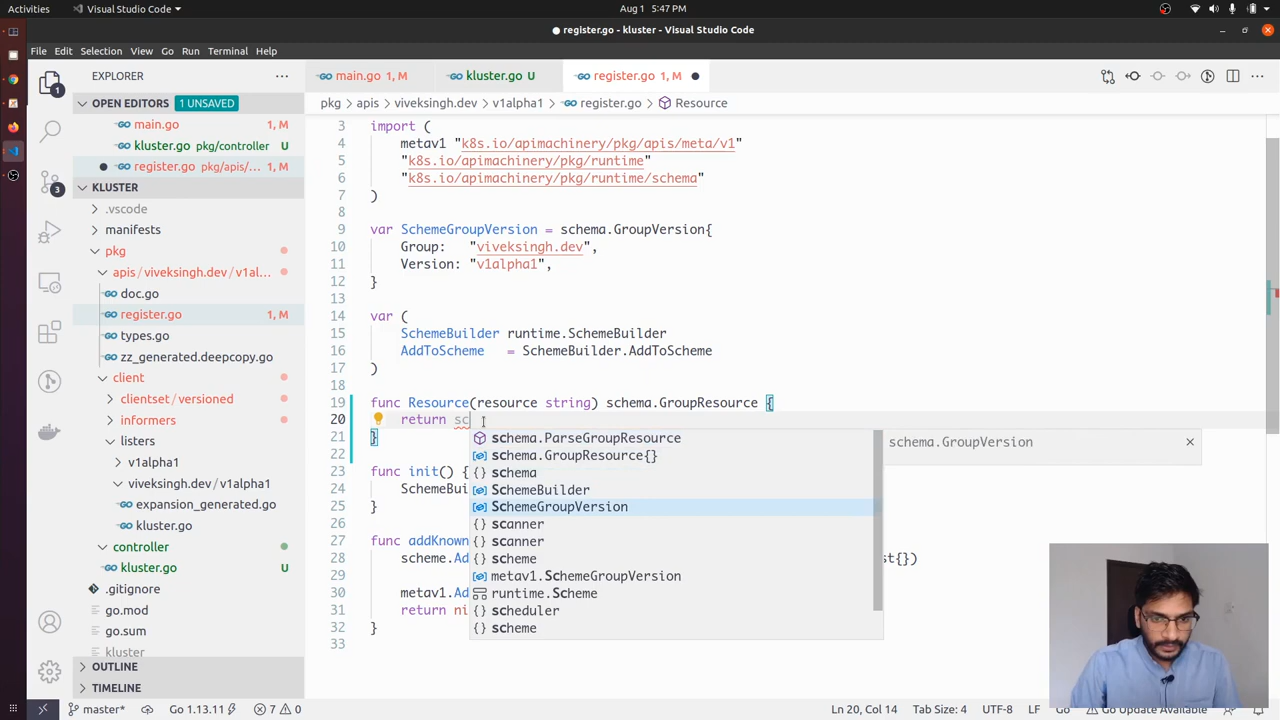 Activities
Visual Studio Code
Aug 1 5:47 PM
register.go - kluster - Visual Studio Code
File Edit Selection View Go Run Terminal Help
EXPLORER
main.go 1, M
kluster.go U
register.go 1, M
pkg > apis > viveksingh.dev > v1alpha1 > register.go > Resource
OPEN EDITORS 1 UNSAVED
main.go 1, M
kluster.go pkg/controller U
register.go pkg/apis/... 1, M
KLUSTER
.vscode
manifests
pkg
apis / viveksingh.dev / v1al...
doc.go
register.go 1, M
types.go
zz_generated.deepcopy.go
client
clientset / versioned
informers
listers
v1alpha1
viveksingh.dev / v1alpha1
expansion_generated.go
kluster.go
controller
kluster.go U
.gitignore
go.mod
go.sum
kluster
OUTLINE
TIMELINE
3 import (
4 metav1 "k8s.io/apimachinery/pkg/apis/meta/v1"
5 "k8s.io/apimachinery/pkg/runtime"
6 "k8s.io/apimachinery/pkg/runtime/schema"
7 )
8
9 var SchemeGroupVersion = schema.GroupVersion{
10 Group: "viveksingh.dev",
11 Version: "v1alpha1",
12 }
13
14 var (
15 SchemeBuilder runtime.SchemeBuilder
16 AddToScheme = SchemeBuilder.AddToScheme
17 )
18
19 func Resource(resource string) schema.GroupResource {
20 return sc
21 }
22
23 func init() {
24 SchemeBui
25 }
26
27 func addKnown
28 scheme.Ad st{})
29
30 metav1.Ad
31 return ni
32 }
33
schema.ParseGroupResource
schema.GroupResource{}
schema
SchemeBuilder
SchemeGroupVersion
scanner
scanner
scheme
metav1.SchemeGroupVersion
runtime.Scheme
scheduler
scheme
schema.GroupVersion
master*
Go 1.13.11
7 0
Ln 20, Col 14
Tab Size: 4
UTF-8
LF
Go
Go Update Available